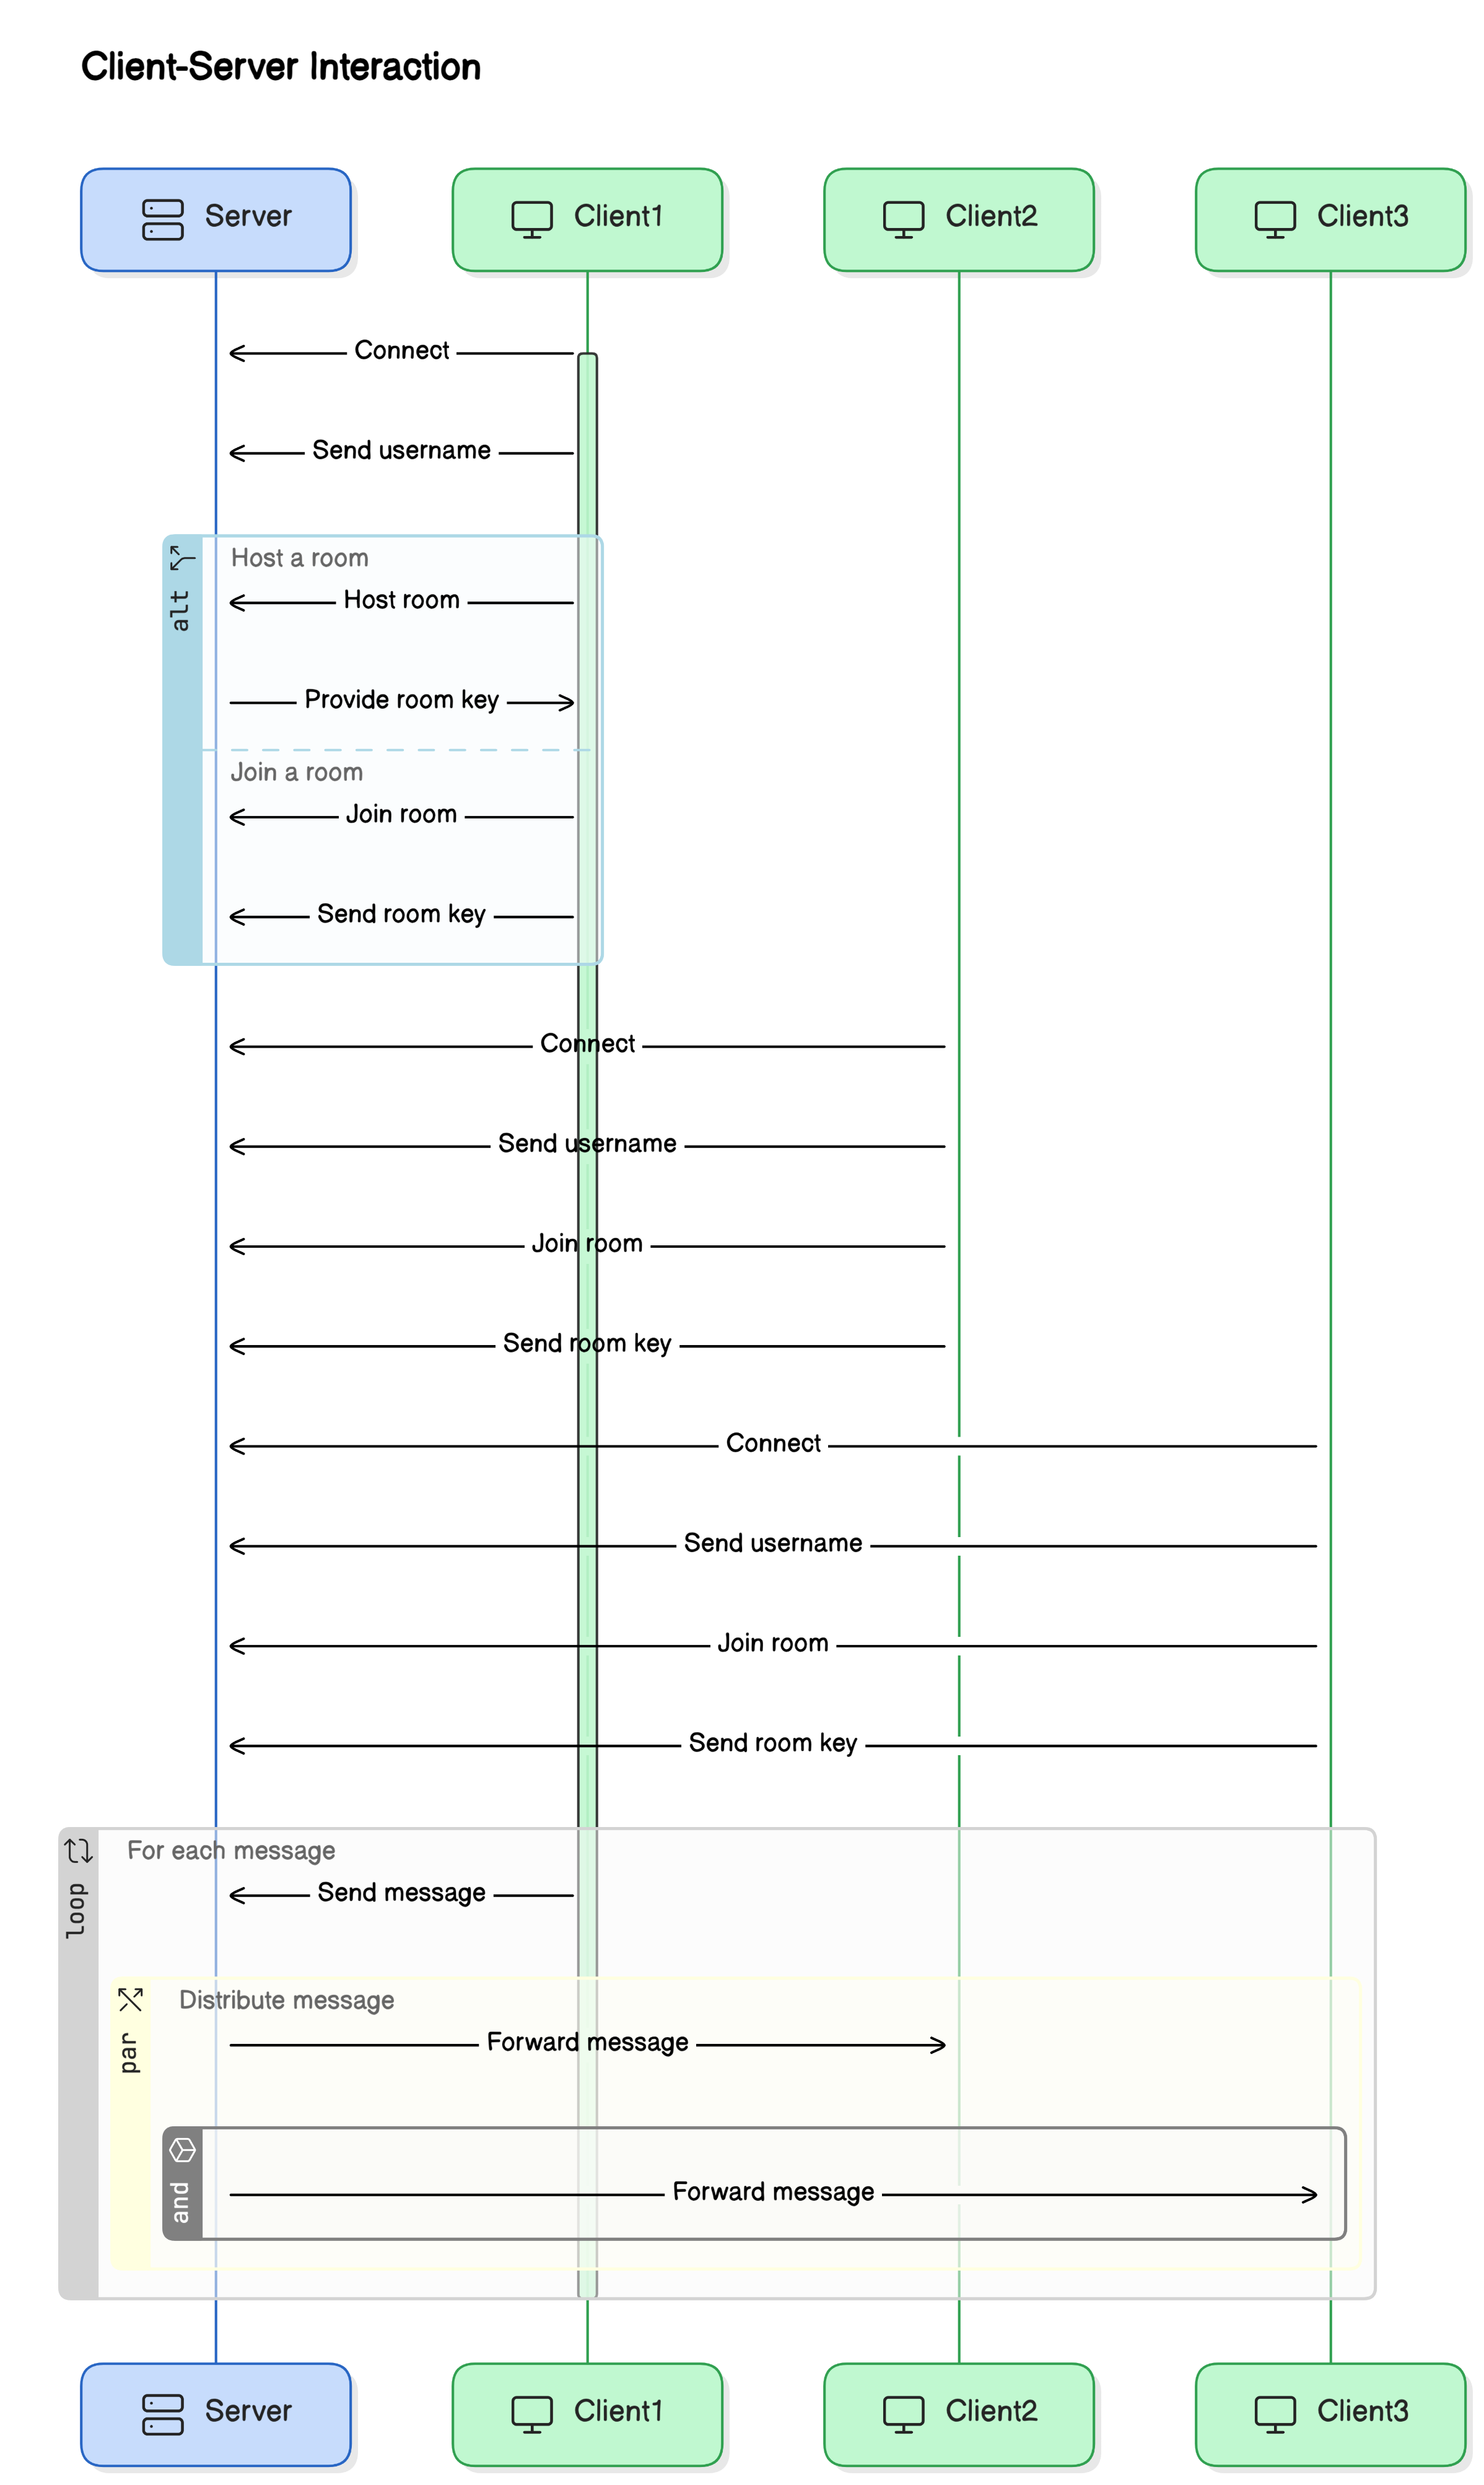 Client-Server Interaction
Server
Client1
Client2
Client3
Connect
Send username
alt
Host a room
Host room
Provide room key
Join a room
Join room
Send room key
Connect
Send username
Join room
Send room key
Connect
Send username
Join room
Send room key
loop
For each message
Send message
par
Distribute message
Forward message
and
Forward message
Server
Client1
Client2
Client3